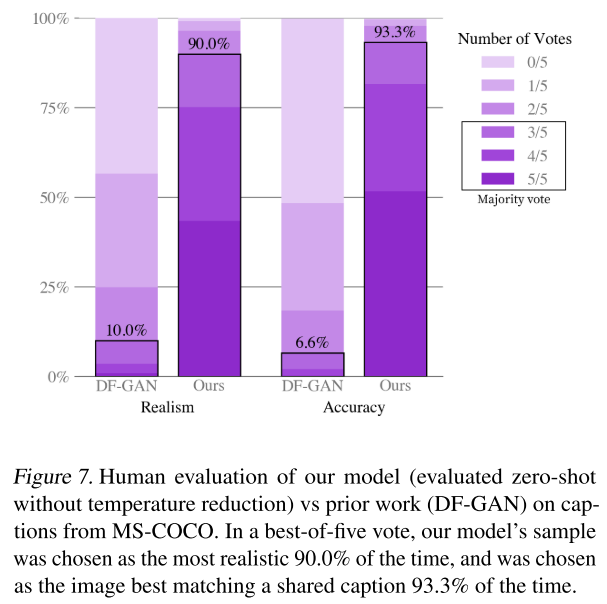 100%
75%
50%
25%
0%
90.0%
93.3%
10.0%
6.6%
DF-GAN Ours DF-GAN Ours
Realism Accuracy
Number of Votes
0/5
1/5
2/5
3/5
4/5
5/5
Majority vote
Figure 7. Human evaluation of our model (evaluated zero-shot
without temperature reduction) vs prior work (DF-GAN) on cap-
tions from MS-COCO. In a best-of-five vote, our model’s sample
was chosen as the most realistic 90.0% of the time, and was chosen
as the image best matching a shared caption 93.3% of the time.